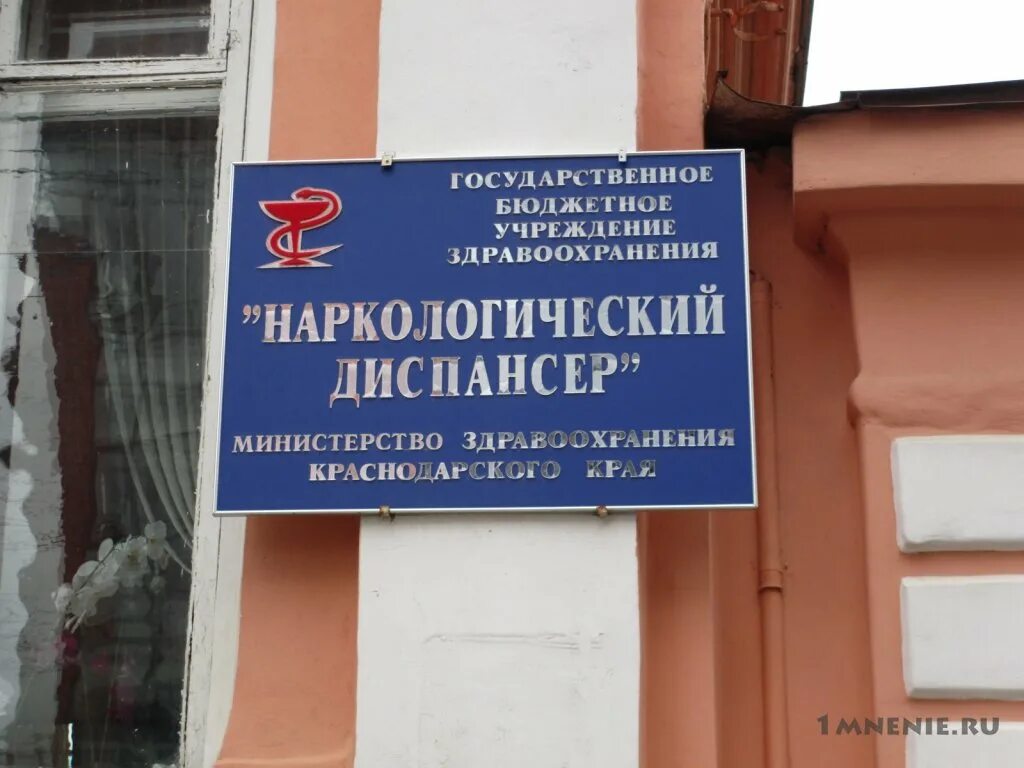 ГОСУДАРСТВЕННОЕ
БЮДЖЕТНОЕ
УЧРЕЖДЕНИЕ
ЗДРАВООХРАНЕНИЯ
"НАРКОЛОГИЧЕСКИЙ
ДИСПАНСЕР"
МИНИСТЕРСТВО ЗДРАВООХРАНЕНИЯ
КРАСНОДАРСКОГО КРАЯ
1MNENIE.RU